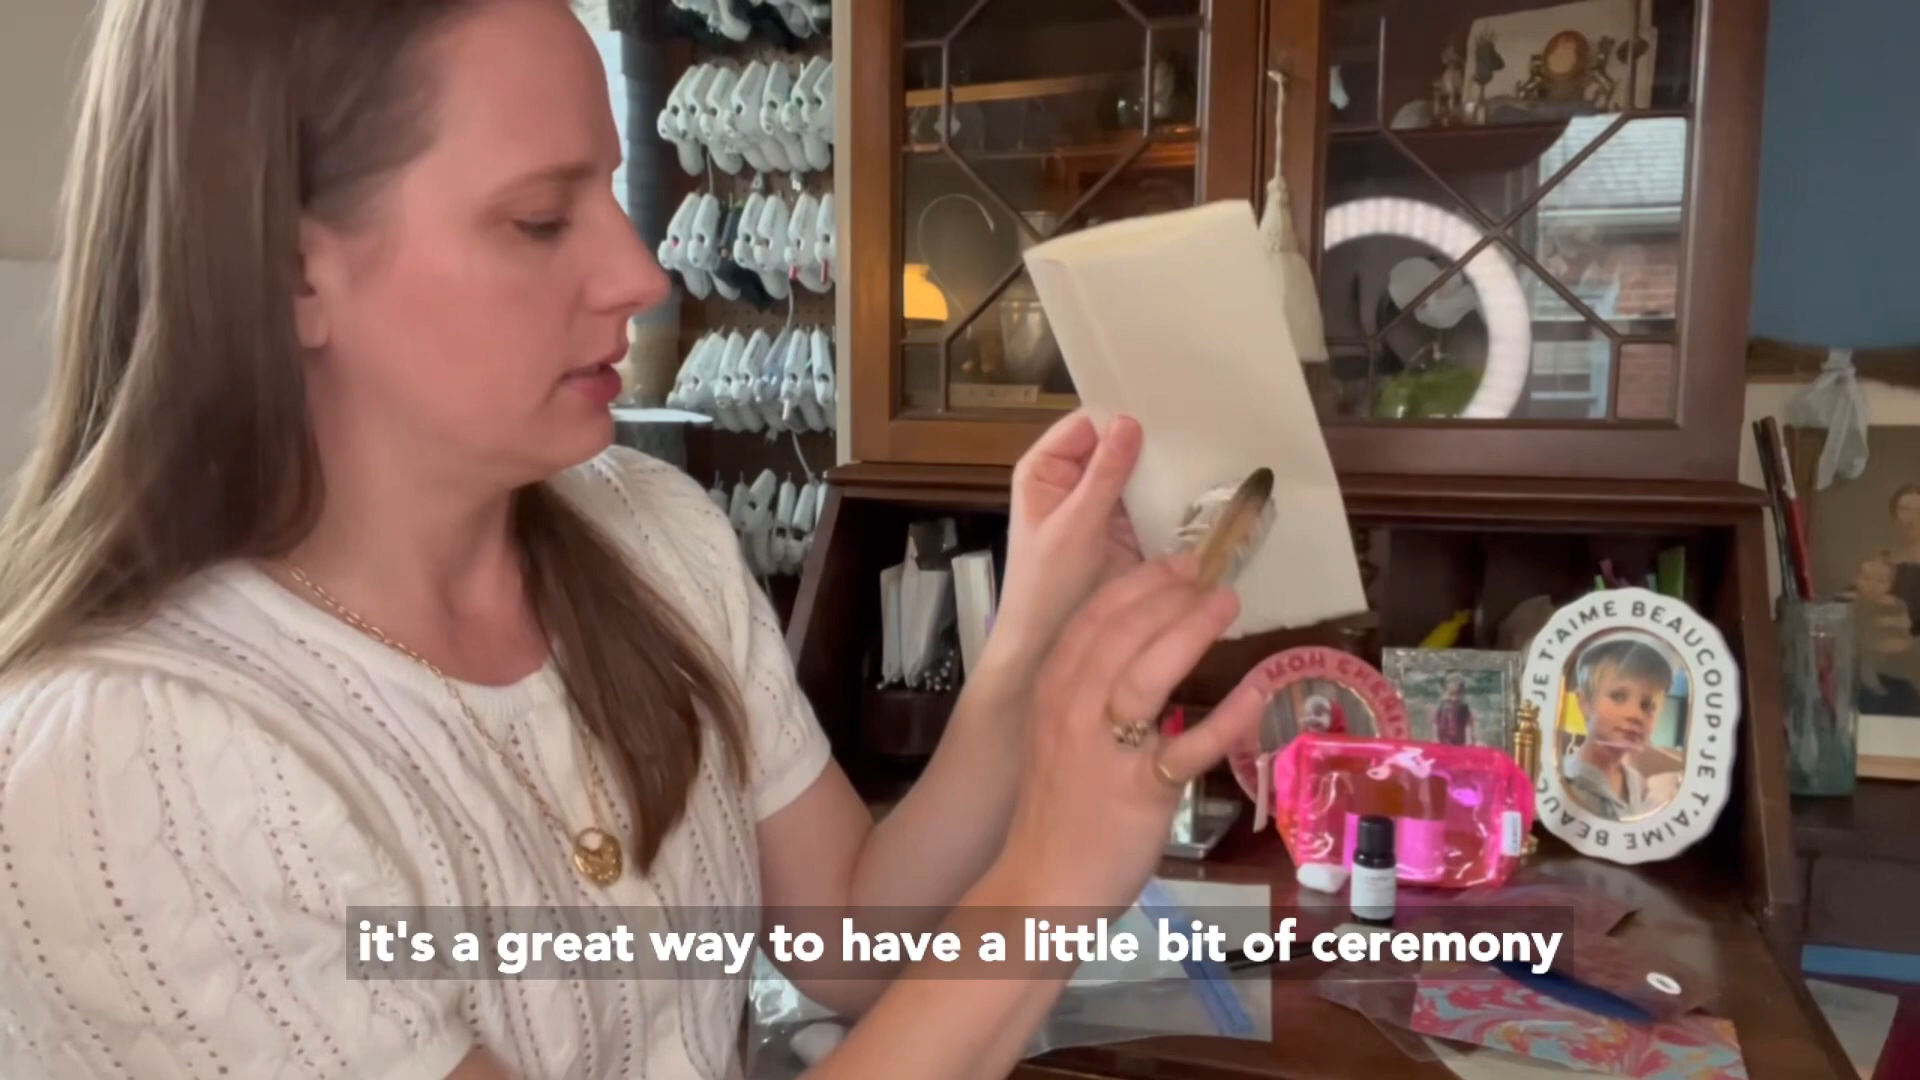 MON CHERI
JE T'AIME BEAUCOUP • JE T'AIME BEAUCOUP
it's a great way to have a little bit of ceremony